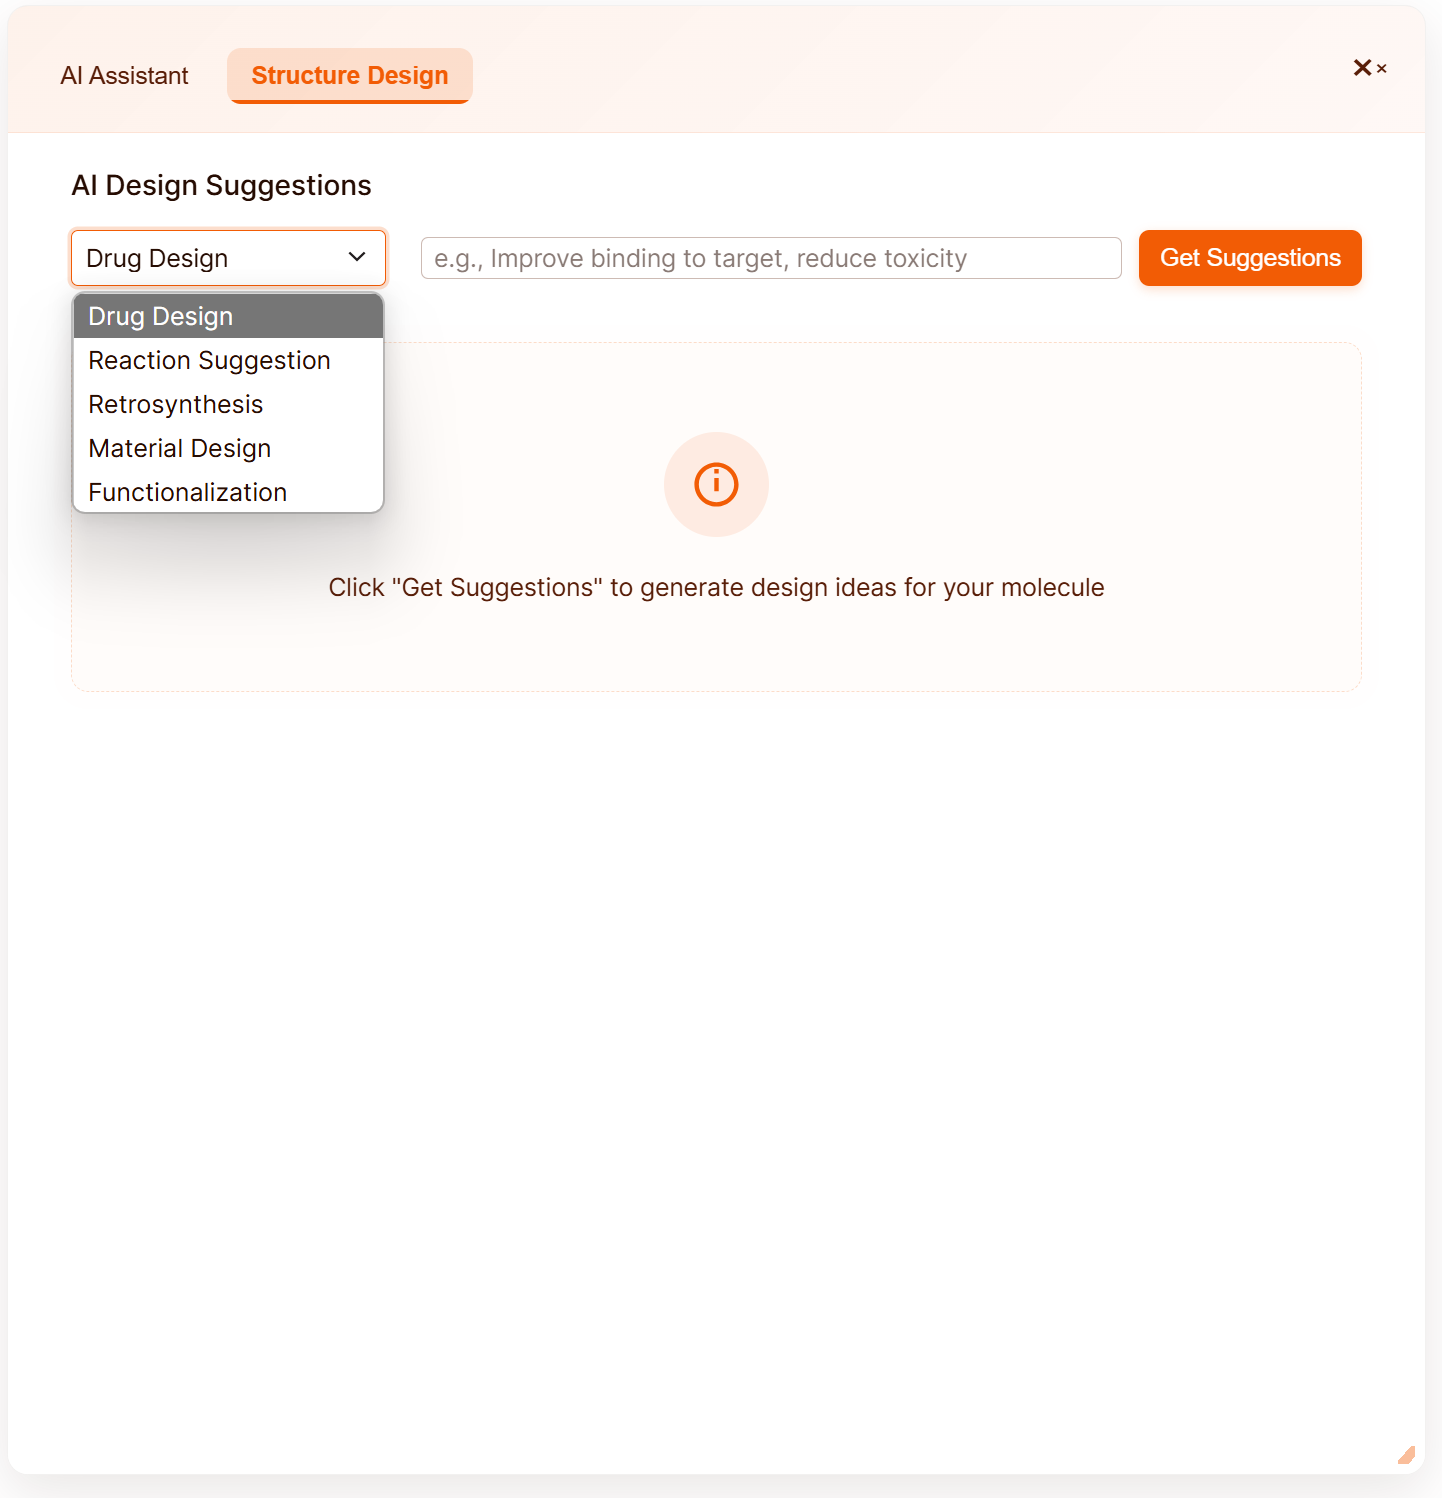 AI Assistant
Structure Design
AI Design Suggestions
Drug Design
e.g., Improve binding to target, reduce toxicity
Get Suggestions
Drug Design
Reaction Suggestion
Retrosynthesis
Material Design
Functionalization
Click "Get Suggestions" to generate design ideas for your molecule